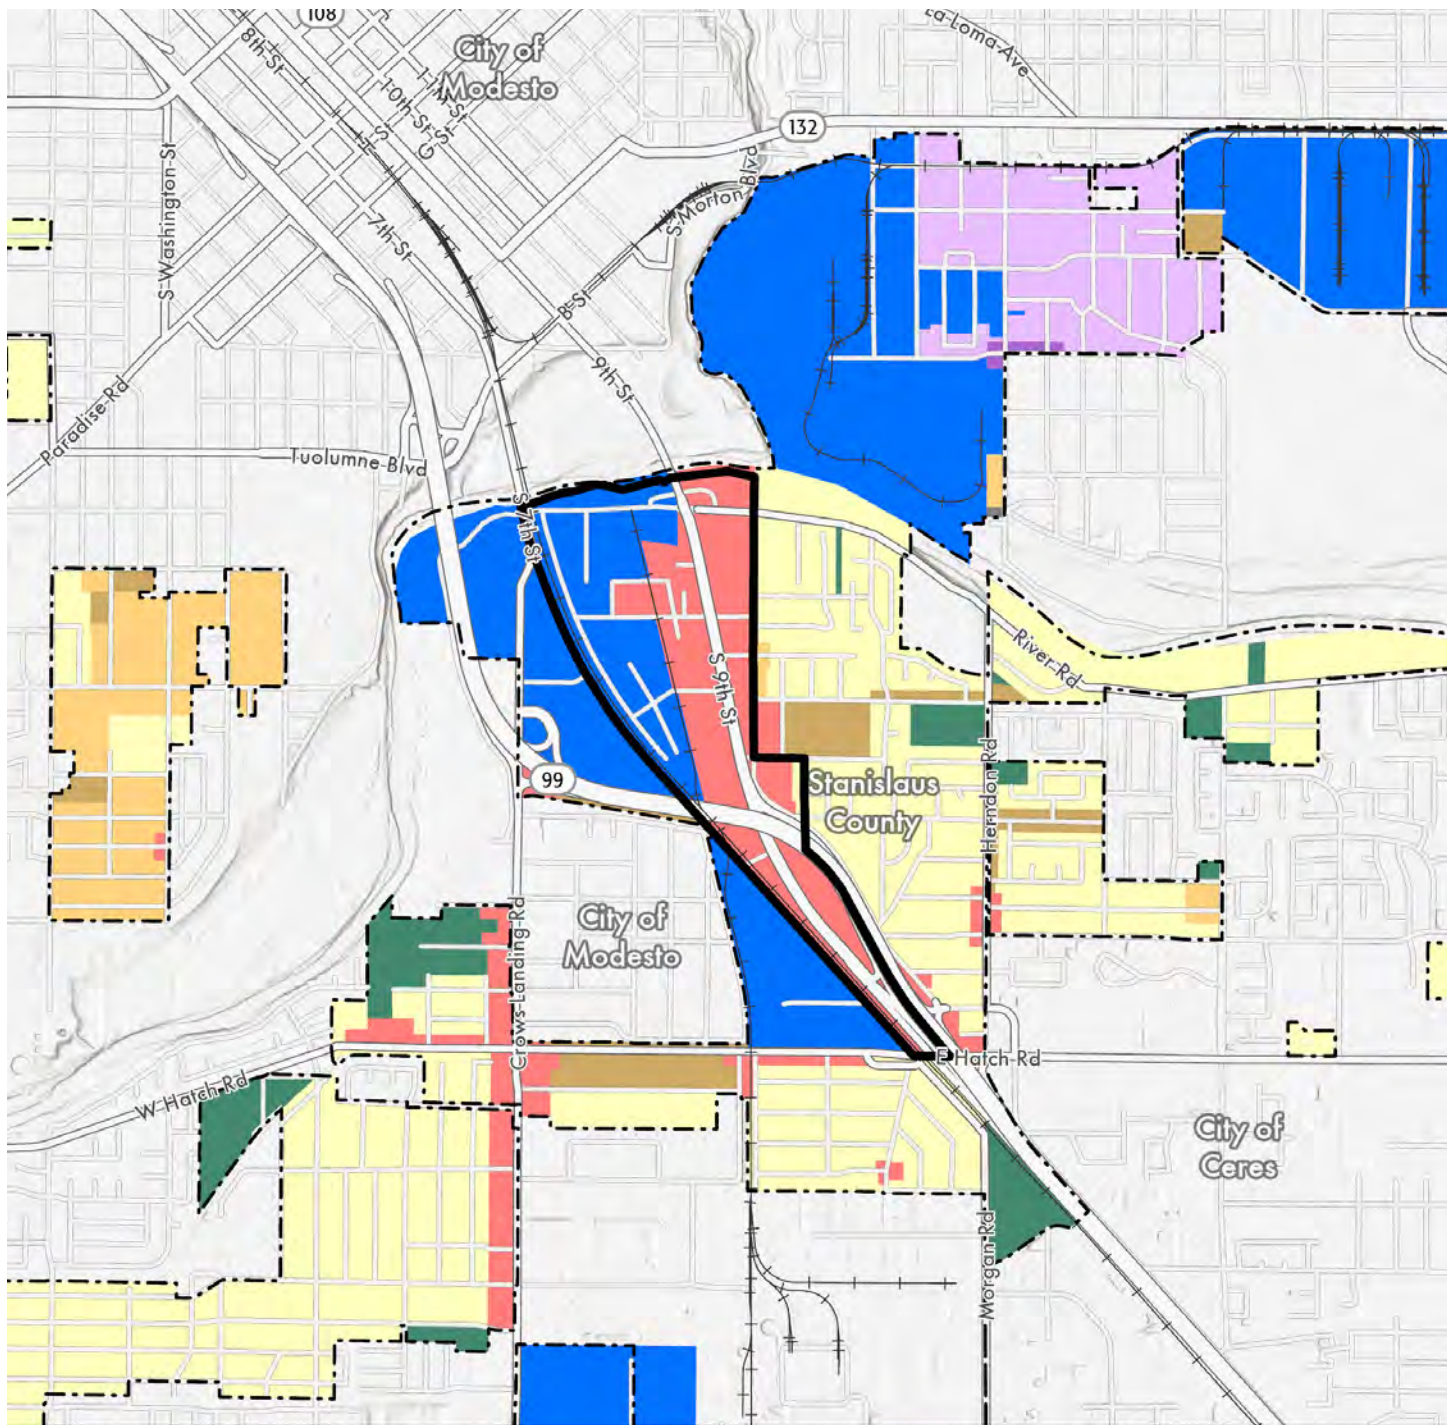 108
La-Loma-Ave
8th-St
City of
Modesto
11th-St
10th-St
G St
132
S-Washington-St
S-Morton-Blvd
7th-St
B-St
9th-St
Paradise-Rd
Tuolumne-Blvd
S 7th St
River-Rd
S 9th St
99
Stanislaus
County
Herndon Rd
City of
Modesto
Crows-Landing-Rd
E Hatch Rd
W-Hatch Rd
City of
Ceres
Morgan Rd